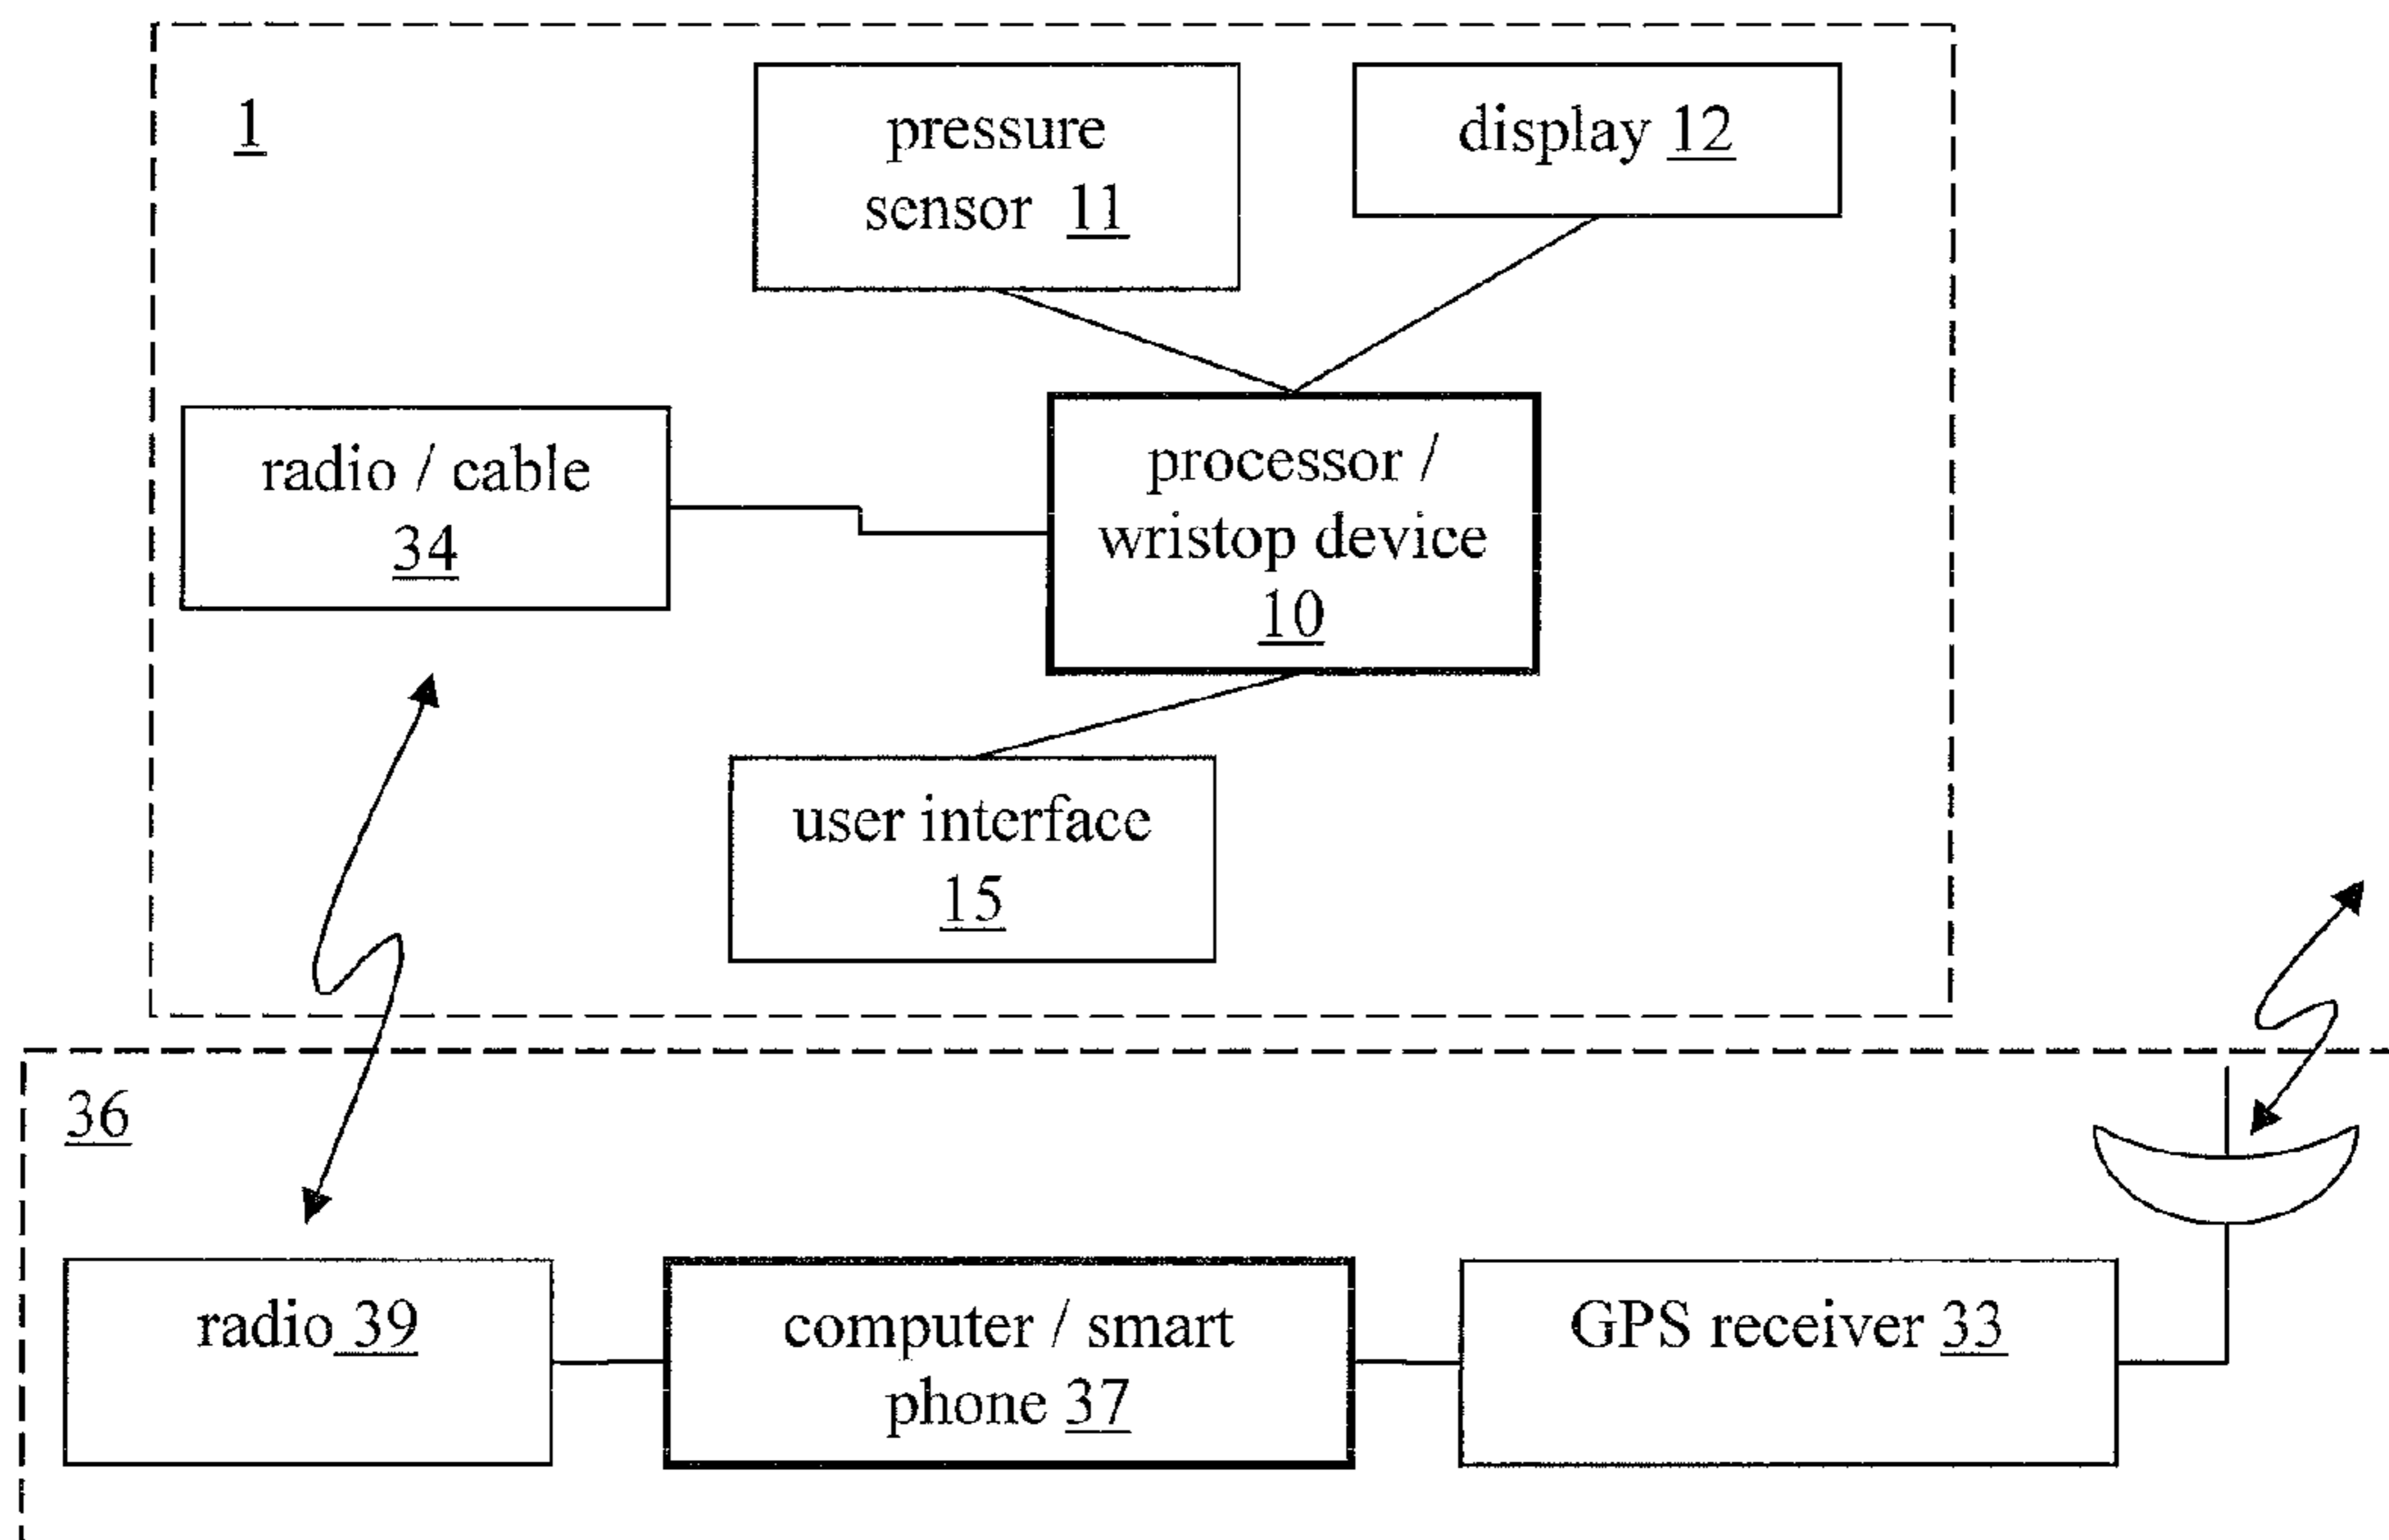 1
pressure
sensor 11
display 12
radio / cable
34
processor /
wristop device
10
user interface
15
36
radio 39
computer / smart
phone 37
GPS receiver 33